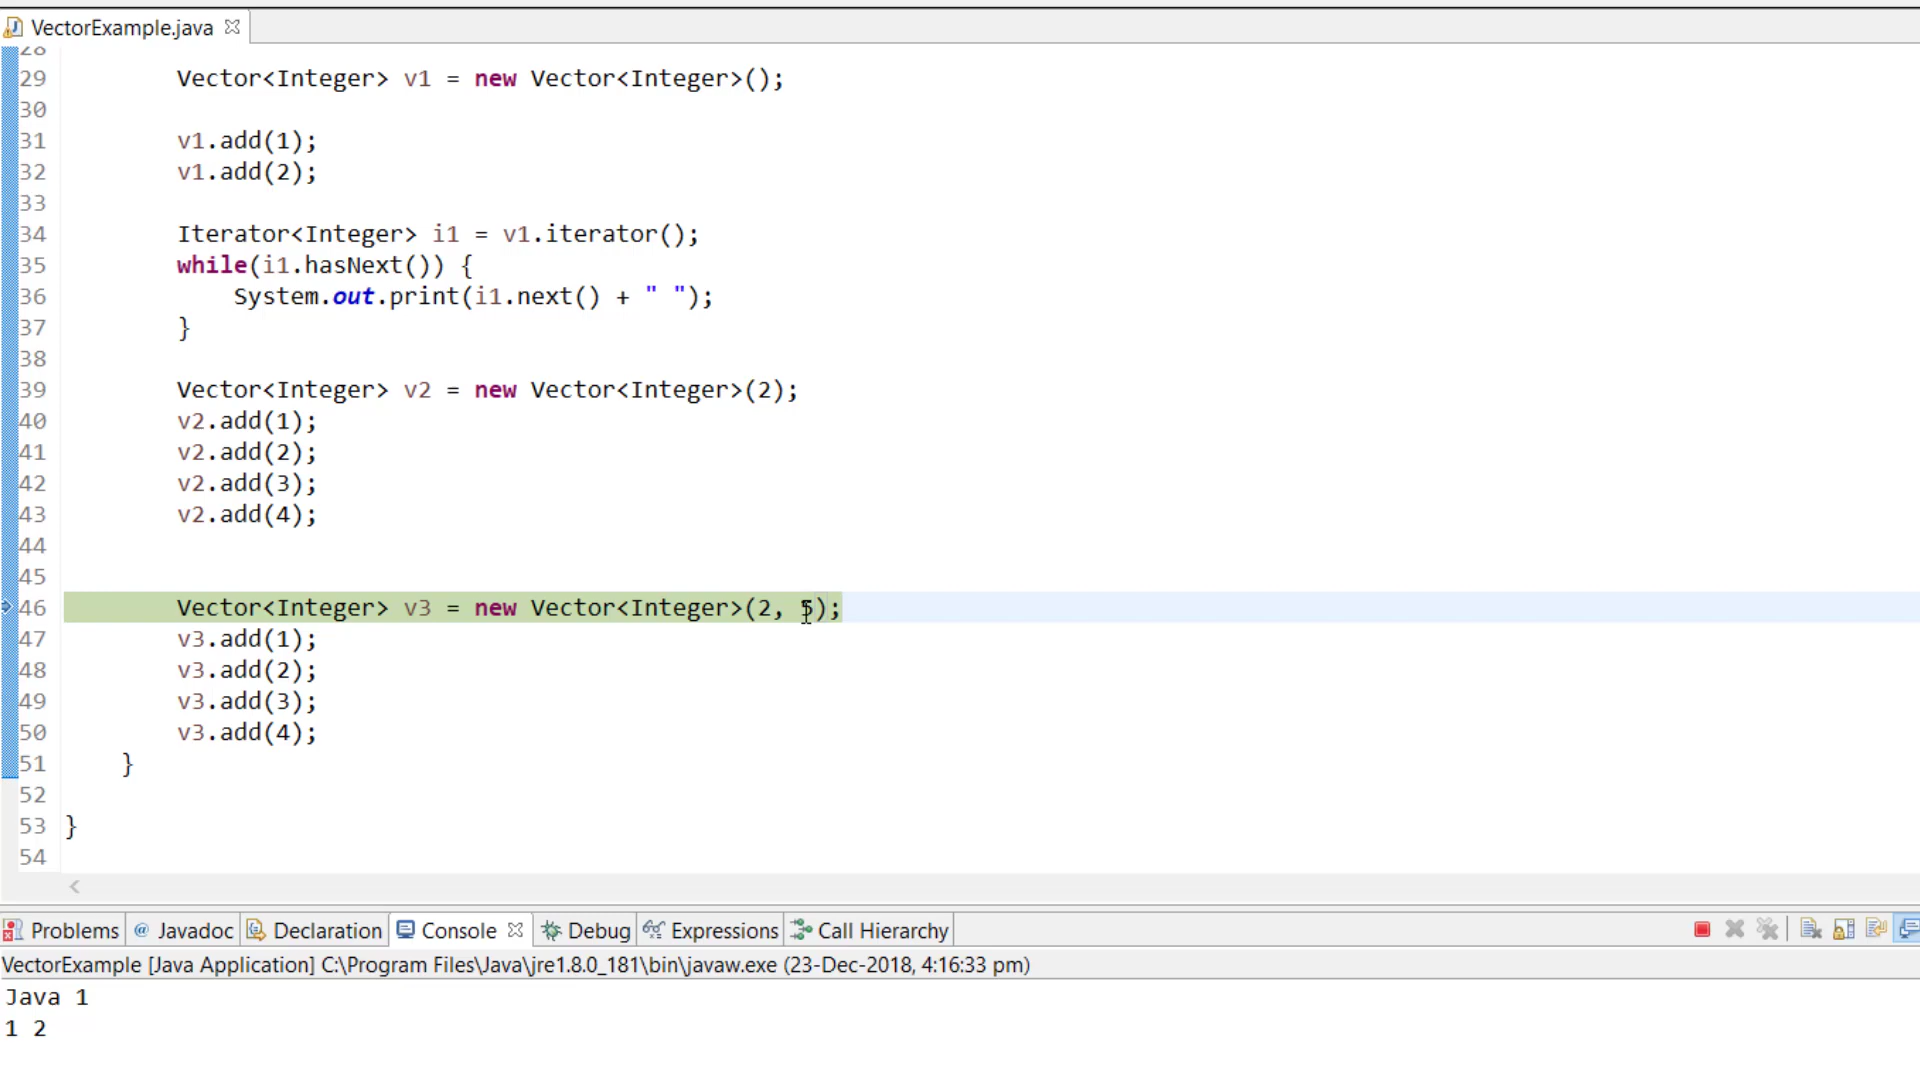 VectorExample.java
28
29 Vector<Integer> v1 = new Vector<Integer>();
30
31 v1.add(1);
32 v1.add(2);
33
34 Iterator<Integer> i1 = v1.iterator();
35 while(i1.hasNext()) {
36 System.out.print(i1.next() + " ");
37 }
38
39 Vector<Integer> v2 = new Vector<Integer>(2);
40 v2.add(1);
41 v2.add(2);
42 v2.add(3);
43 v2.add(4);
44
45
46 Vector<Integer> v3 = new Vector<Integer>(2, 5);
47 v3.add(1);
48 v3.add(2);
49 v3.add(3);
50 v3.add(4);
51 }
52
53 }
54
Problems @ Javadoc Declaration Console Debug Expressions Call Hierarchy
VectorExample [Java Application] C:\Program Files\Java\jre1.8.0_181\bin\javaw.exe (23-Dec-2018, 4:16:33 pm)
Java 1
1 2